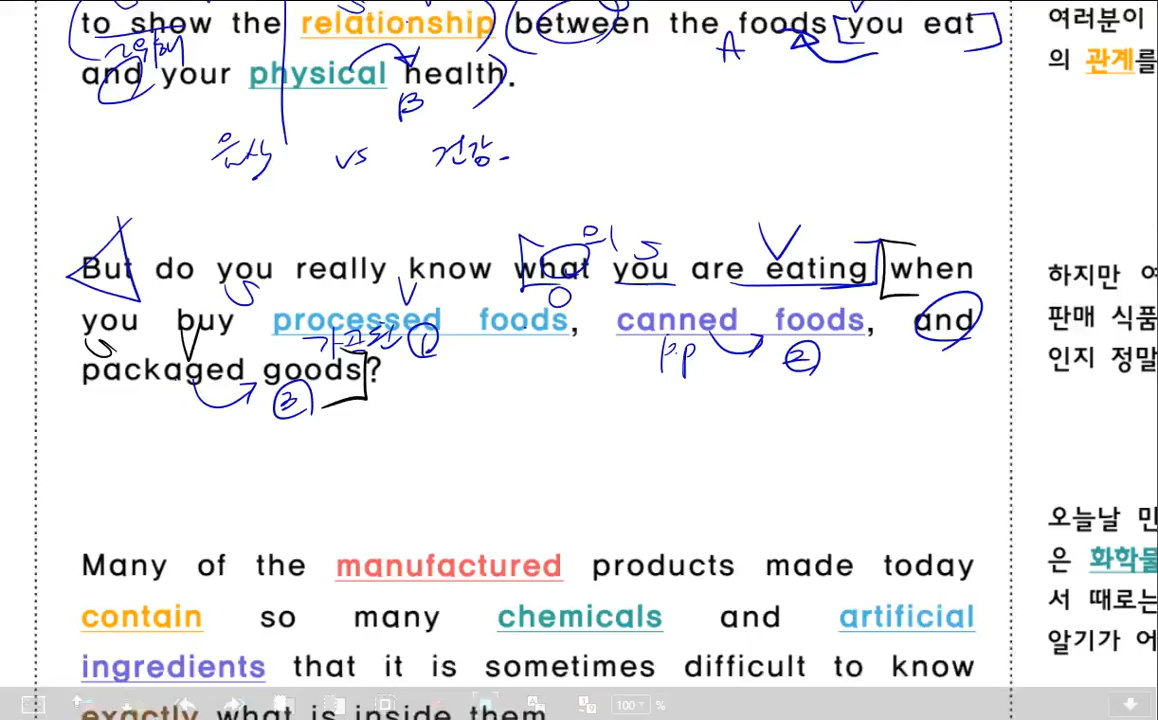 to show the relationship between the foods you eat
and your physical health.
A
B
음식 vs 건강
But do you really know what you are eating when
you buy processed foods, canned foods, and
packaged goods?
S V O S V
S V 가공된 ① p.p ②
③
Many of the manufactured products made today
contain so many chemicals and artificial
ingredients that it is sometimes difficult to know
exactly what is inside them
여러분이
의 관계를
하지만 여
판매 식품
인지 정말
오늘날 민
은 화학물
서 때로는
알기가 어
100 %